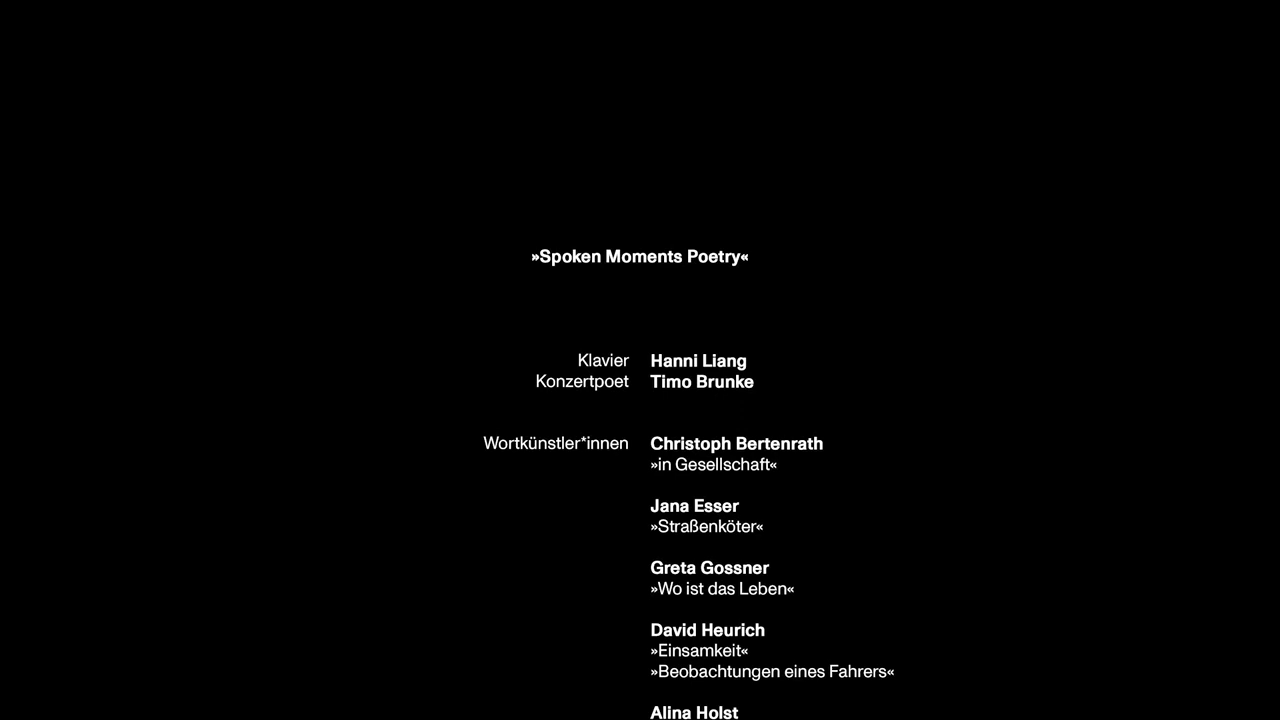 »Spoken Moments Poetry«
Klavier Hanni Liang
Konzertpoet Timo Brunke
Wortkünstler*innen Christoph Bertenrath
»in Gesellschaft«
Jana Esser
»Straßenköter«
Greta Gossner
»Wo ist das Leben«
David Heurich
»Einsamkeit«
»Beobachtungen eines Fahrers«
Alina Holst